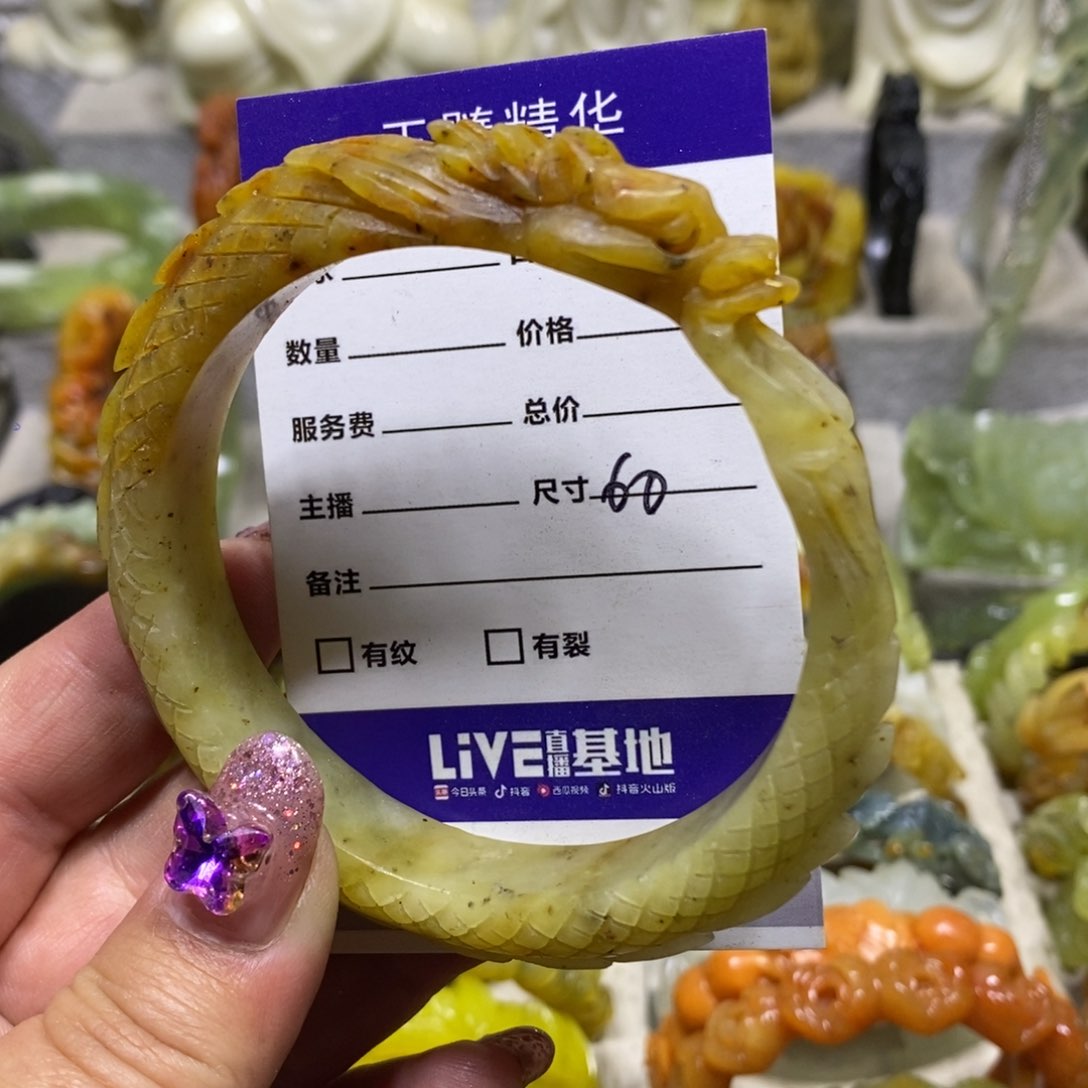 精华
数量 价格
服务费 总价
主播 尺寸 60
备注
有纹 有裂
LiVE直播基地
今日头条 抖音 西瓜视频 抖音火山版